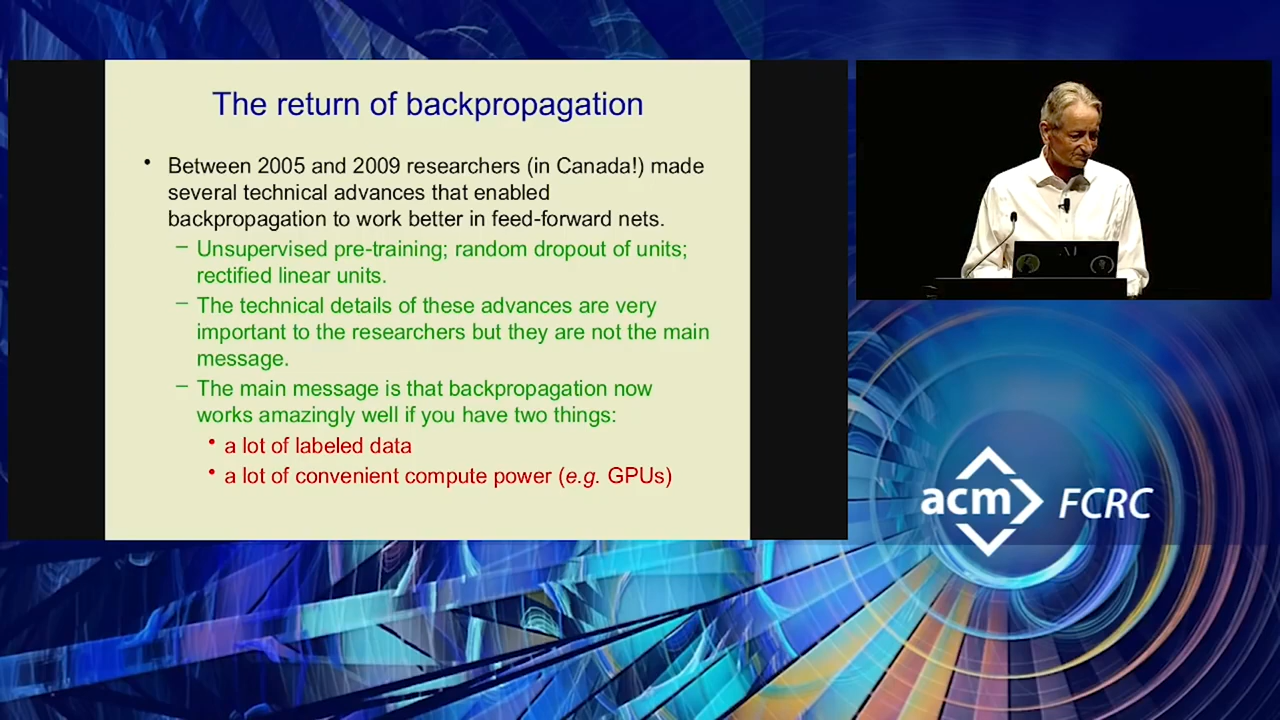 The return of backpropagation
• Between 2005 and 2009 researchers (in Canada!) made
several technical advances that enabled
backpropagation to work better in feed-forward nets.
– Unsupervised pre-training; random dropout of units;
rectified linear units.
– The technical details of these advances are very
important to the researchers but they are not the main
message.
– The main message is that backpropagation now
works amazingly well if you have two things:
• a lot of labeled data
• a lot of convenient compute power (e.g. GPUs)
acm FCRC